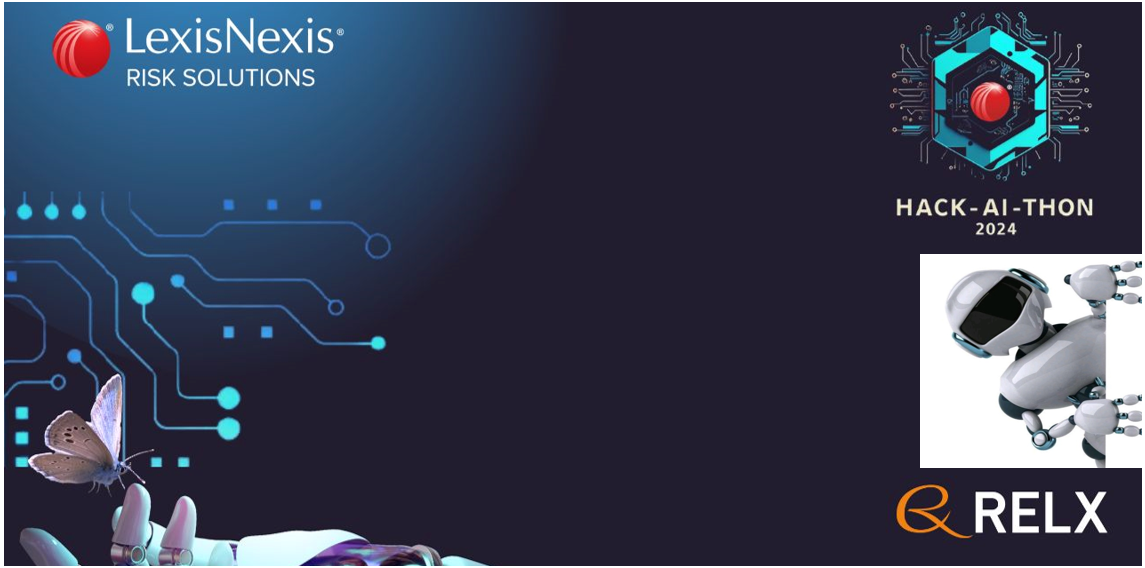 LexisNexis®
RISK SOLUTIONS
HACK-AI-THON
2024
RELX